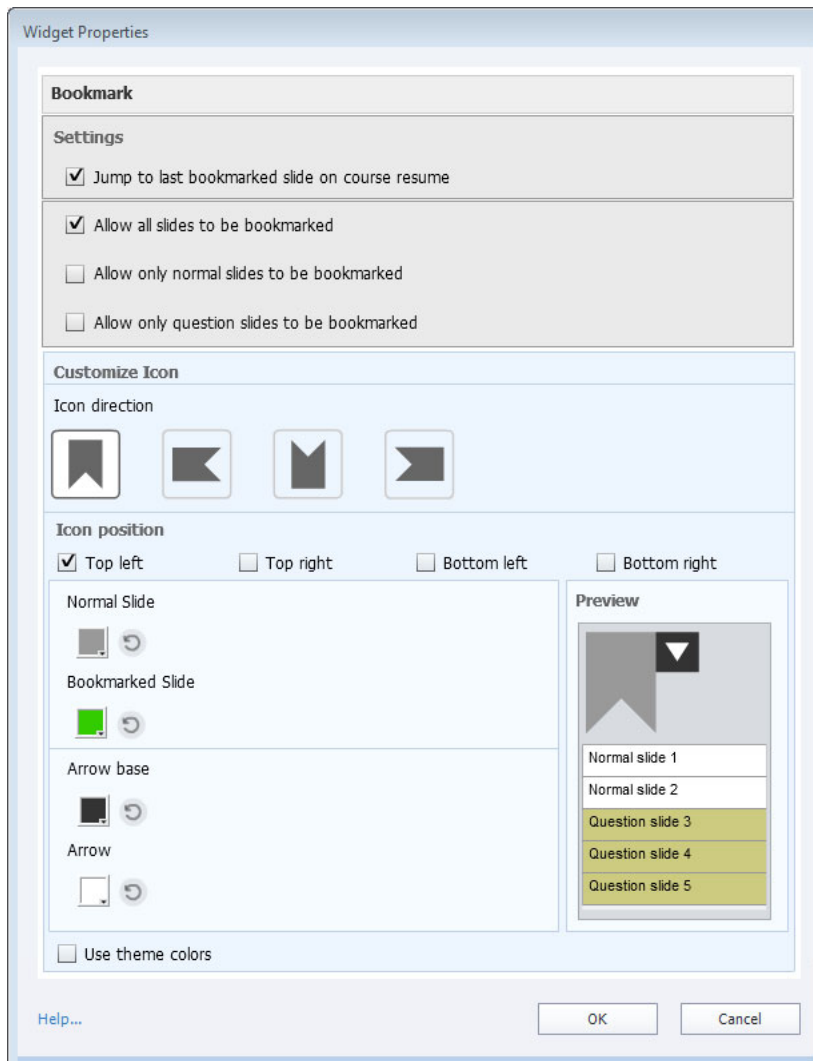 Widget Properties
Bookmark
Settings
Jump to last bookmarked slide on course resume
Allow all slides to be bookmarked
Allow only normal slides to be bookmarked
Allow only question slides to be bookmarked
Customize Icon
Icon direction
Icon position
Top left Top right Bottom left Bottom right
Normal Slide
Bookmarked Slide
Arrow base
Arrow
Preview
Normal slide 1
Normal slide 2
Question slide 3
Question slide 4
Question slide 5
Use theme colors
Help... OK Cancel